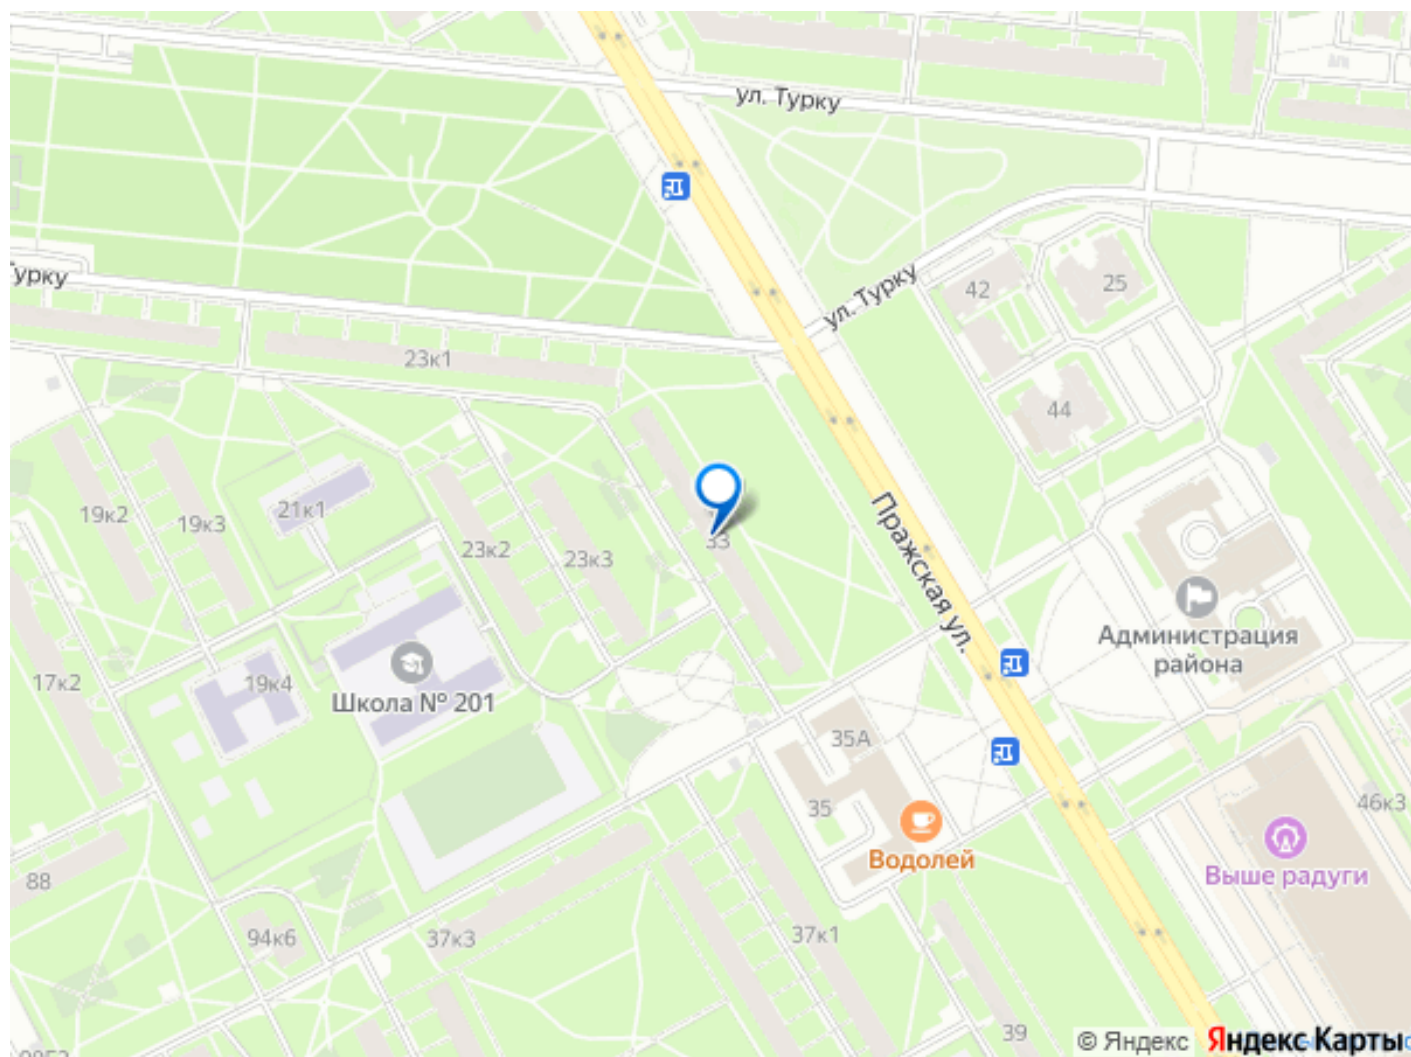 ул. Турку
Турку
ул. Турку
42
25
23к1
44
19к2
19к3
21к1
23к2
23к3
33
Пражская ул.
Администрация
района
17к2
19к4
Школа № 201
35А
35
46к3
Водолей
Выше радуги
88
94к6
37к3
37к1
39
© Яндекс
Яндекс Карты